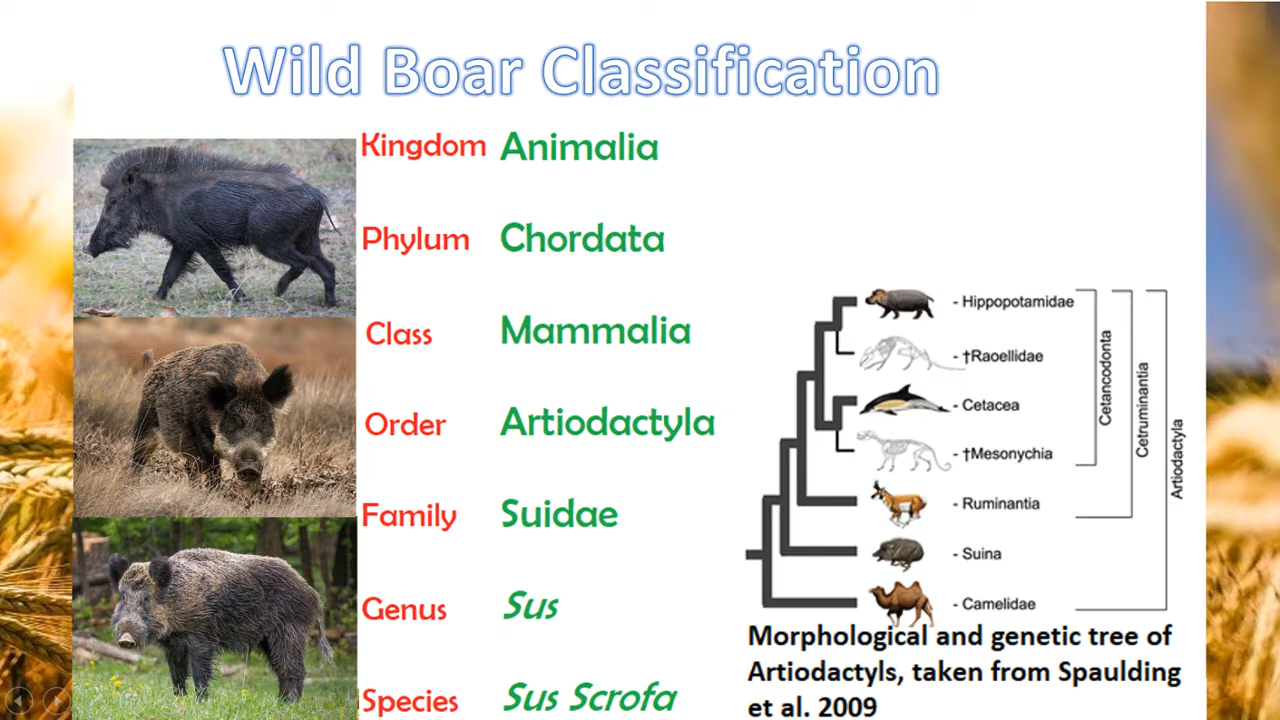 Wild Boar Classification
Kingdom Animalia
Phylum Chordata
Class Mammalia
Order Artiodactyla
Family Suidae
Genus Sus
Species Sus Scrofa
- Hippopotamidae
- †Raoellidae
- Cetacea
- †Mesonychia
- Ruminantia
- Suina
- Camelidae
Cetancodonta
Cetruminantia
Artiodactyla
Morphological and genetic tree of
Artiodactyls, taken from Spaulding
et al. 2009